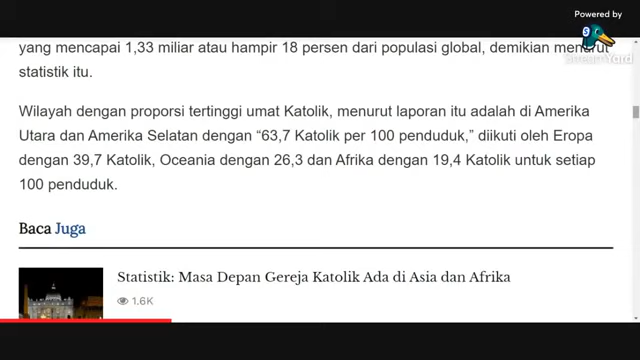 Powered by
StreamYard
yang mencapai 1,33 miliar atau hampir 18 persen dari populasi global, demikian menurut
statistik itu.
Wilayah dengan proporsi tertinggi umat Katolik, menurut laporan itu adalah di Amerika
Utara dan Amerika Selatan dengan “63,7 Katolik per 100 penduduk,” diikuti oleh Eropa
dengan 39,7 Katolik, Oceania dengan 26,3 dan Afrika dengan 19,4 Katolik untuk setiap
100 penduduk.
Baca Juga
Statistik: Masa Depan Gereja Katolik Ada di Asia dan Afrika
1.6K